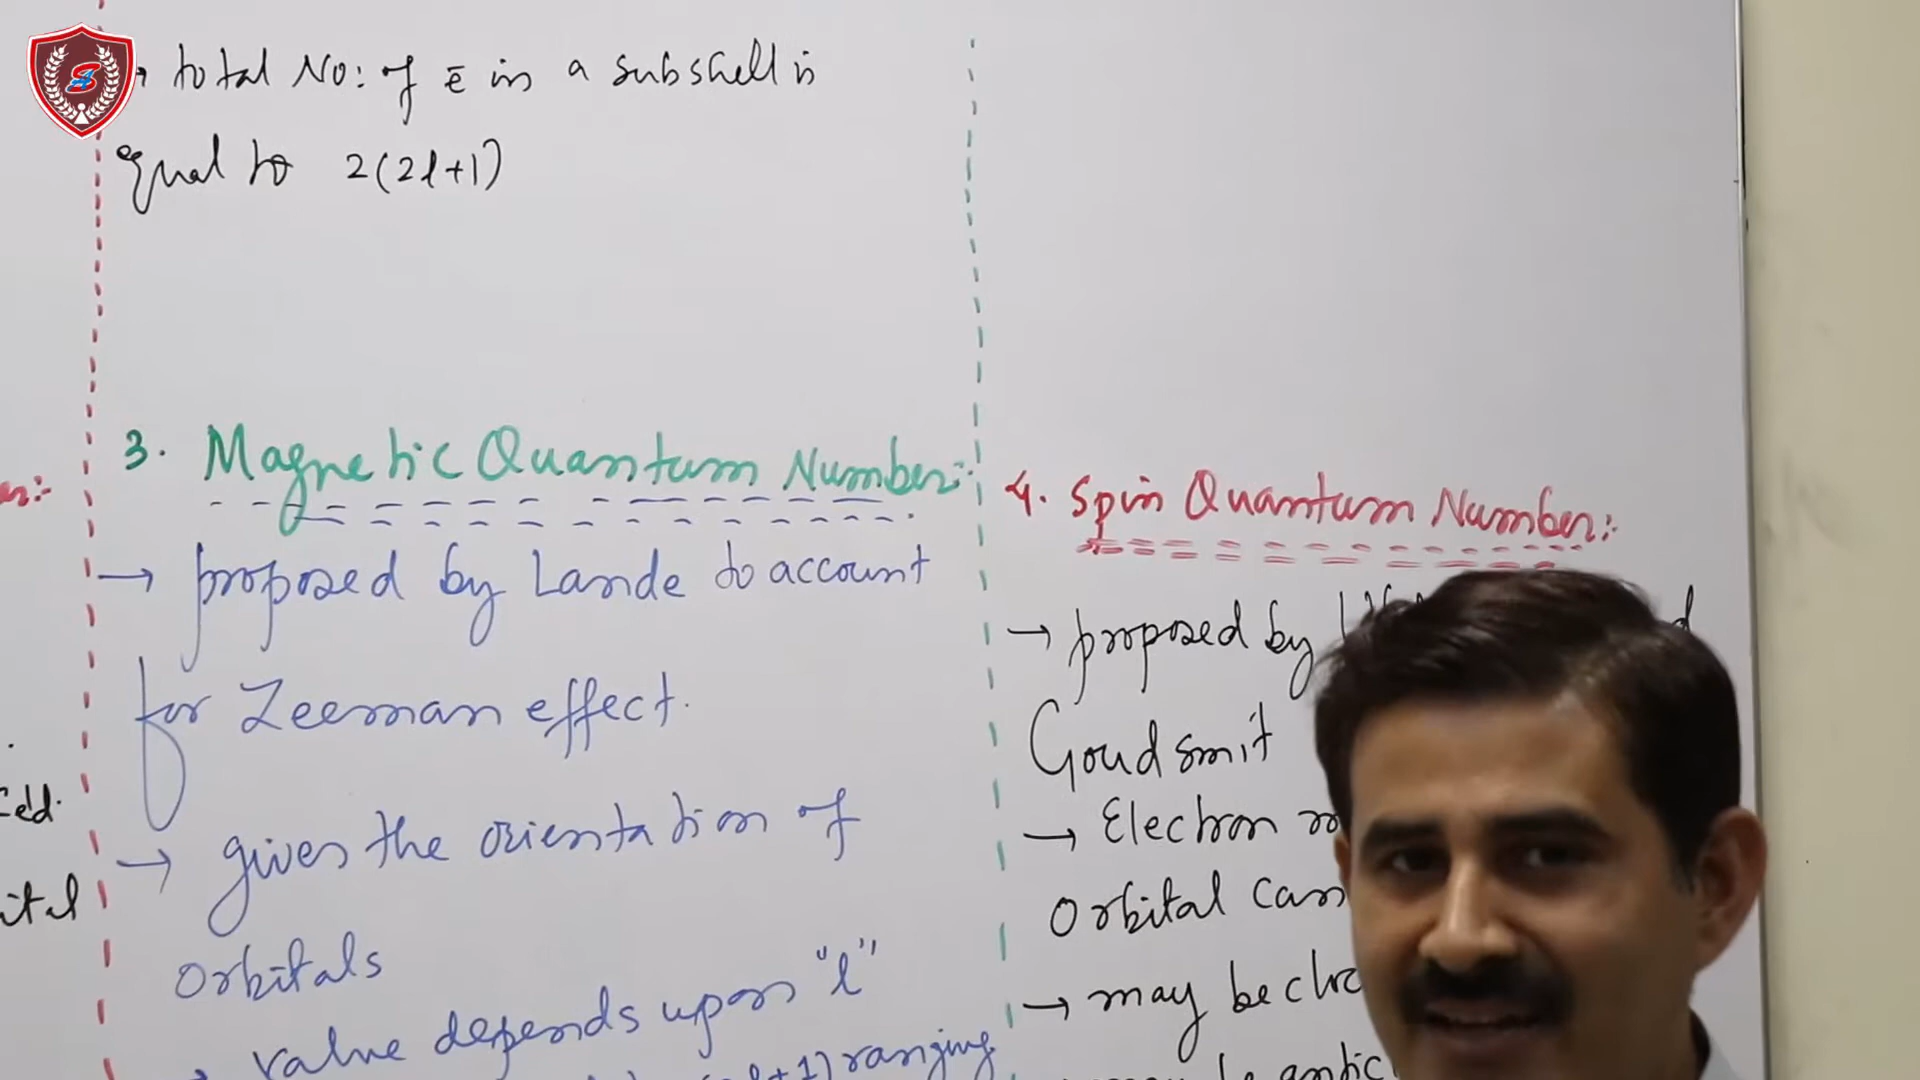 total No: of ē in a subshell is
equal to 2(2l+1)
3. Magnetic Quantum Number:-
→ proposed by Lande to account
for Zeeman effect.
→ gives the orientation of
Orbitals
→ value depends upon "l"
+1) ranging
4. Spin Quantum Number:-
→ proposed by
Goudsmit
→ Electron
Orbital can
→ may be